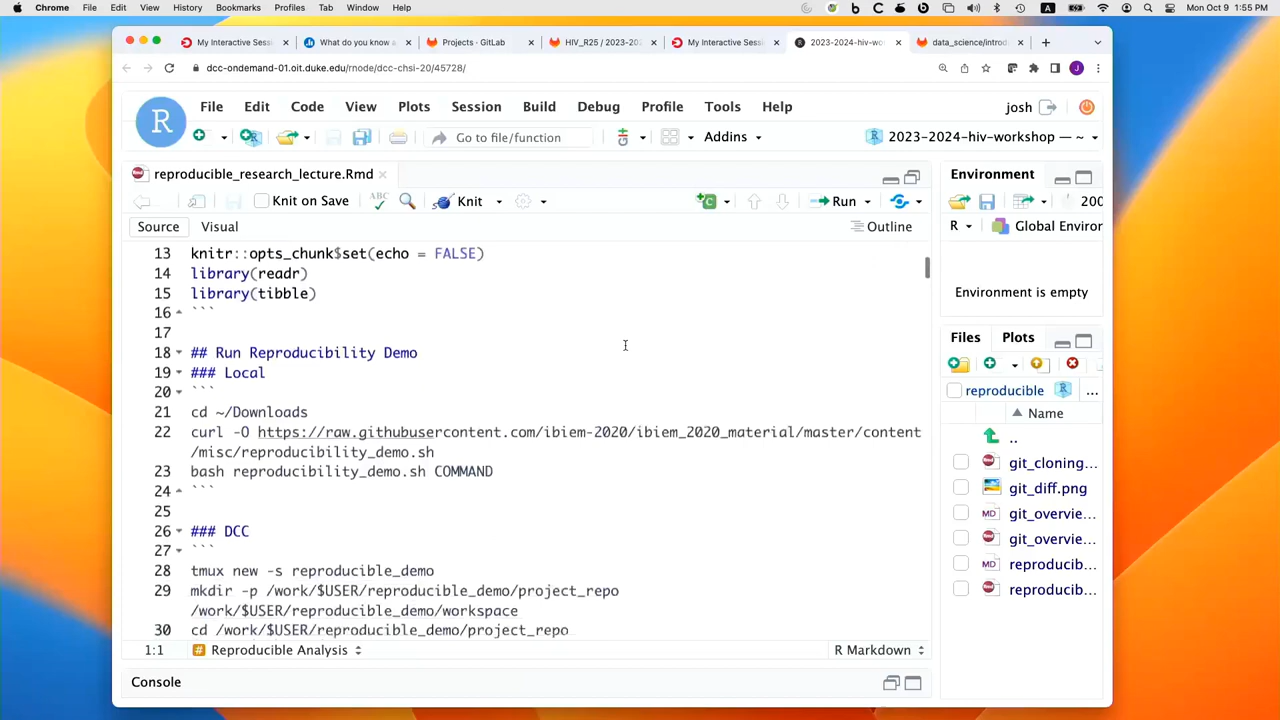 Chrome File Edit View History Bookmarks Profiles Tab Window Help A Mon Oct 9 1:55 PM
My Interactive Sess What do you know a Projects · GitLab HIV_R25 / 2023-202 My Interactive Sess 2023-2024-hiv-wo data_science/introd
dcc-ondemand-01.oit.duke.edu/rnode/dcc-chsi-20/45728/ J
R File Edit Code View Plots Session Build Debug Profile Tools Help josh
Go to file/function Addins 2023-2024-hiv-workshop — ~
reproducible_research_lecture.Rmd
Environment
Knit on Save ABC Knit Run 200
Source Visual Outline
R Global Enviror
13 knitr::opts_chunk$set(echo = FALSE)
14 library(readr)
15 library(tibble)
16 ```
17
18 ## Run Reproducibility Demo
19 ### Local
20 ```
21 cd ~/Downloads
22 curl -O https://raw.githubusercontent.com/ibiem-2020/ibiem_2020_material/master/content
/misc/reproducibility_demo.sh
23 bash reproducibility_demo.sh COMMAND
24 ```
25
26 ### DCC
27 ```
28 tmux new -s reproducible_demo
29 mkdir -p /work/$USER/reproducible_demo/project_repo
/work/$USER/reproducible_demo/workspace
30 cd /work/$USER/reproducible_demo/project_repo
Environment is empty
Files Plots
reproducible R ...
Name
..
git_cloning...
git_diff.png
MD git_overvie...
git_overvie...
MD reproducib...
reproducib...
1:1 # Reproducible Analysis R Markdown
Console